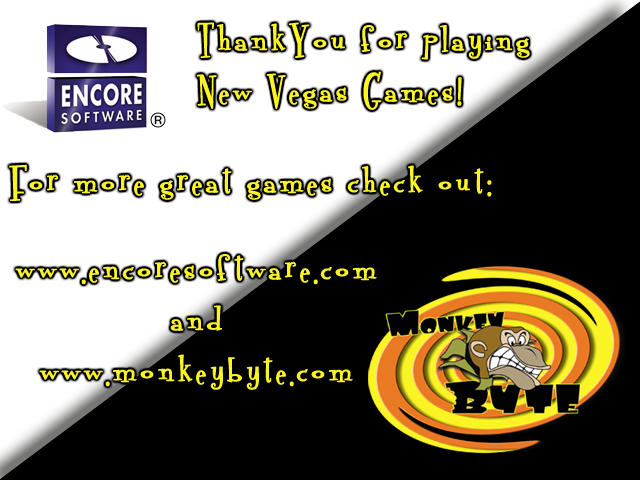 ENCORE
SOFTWARE®
ThankYou for playing
New Vegas Games!
For more great games check out:
www.encoresoftware.com
and
www.monkeybyte.com
MONKEY
BYTE